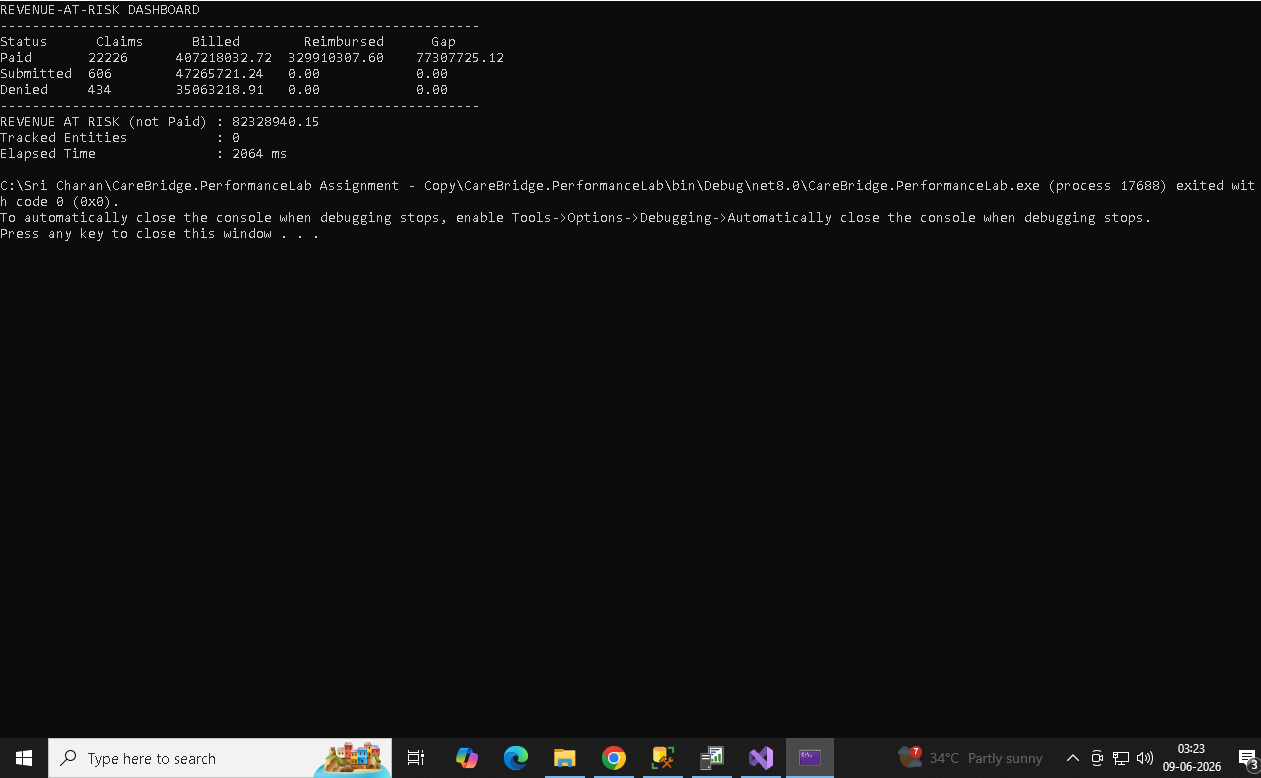 REVENUE-AT-RISK DASHBOARD
------------------------------------------------------------
Status Claims Billed Reimbursed Gap
Paid 22226 407218032.72 329910307.60 77307725.12
Submitted 606 47265721.24 0.00 0.00
Denied 434 35063218.91 0.00 0.00
------------------------------------------------------------
REVENUE AT RISK (not Paid) : 82328940.15
Tracked Entities : 0
Elapsed Time : 2064 ms
C:\Sri Charan\CareBridge.PerformanceLab Assignment - Copy\CareBridge.PerformanceLab\bin\Debug\net8.0\CareBridge.PerformanceLab.exe (process 17688) exited wit
h code 0 (0x0).
To automatically close the console when debugging stops, enable Tools->Options->Debugging->Automatically close the console when debugging stops.
Press any key to close this window . . .
Type here to search
7
34°C Partly sunny
03:23
09-06-2026
3